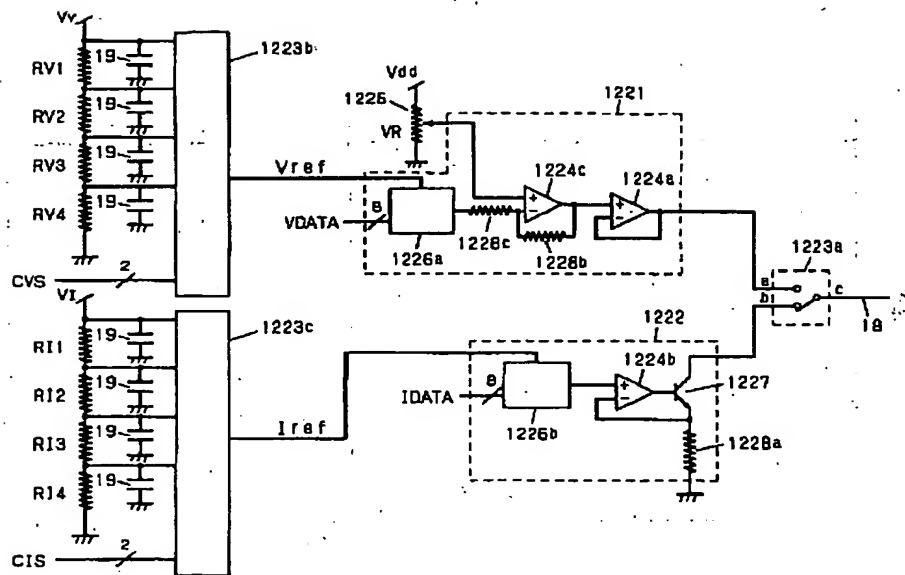 Vv
19
1223b
RV1
19
RV2
19
RV3
19
RV4
CVS
2
Vdd
1225
VR
1221
Vref
1224c
1224a
VDATA
8
1226a
1228c
1228b
1223a
a
b
c
18
VI
19
1223c
RI1
19
RI2
19
RI3
19
RI4
CIS
2
Iref
1222
1224b
IDATA
8
1226b
1227
1228a